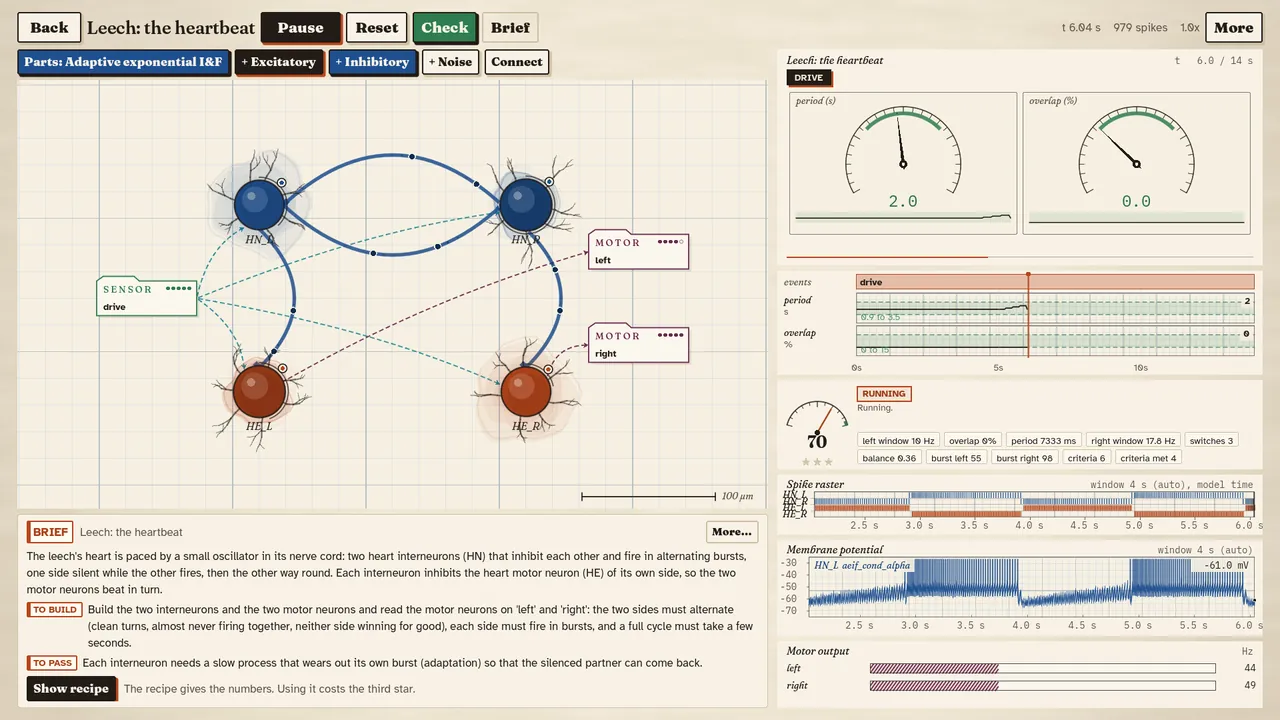 Back
Leech: the heartbeat
Pause
Reset
Check
Brief
t 6.04 s
979 spikes
1.0x
More
Parts: Adaptive exponential I&F
+ Excitatory
+ Inhibitory
+ Noise
Connect
HN_L
HN_R
SENSOR
drive
MOTOR
left
MOTOR
right
HE_L
HE_R
100 µm
BRIEF
Leech: the heartbeat
More...
The leech's heart is paced by a small oscillator in its nerve cord: two heart interneurons (HN) that inhibit each other and fire in alternating bursts,
one side silent while the other fires, then the other way round. Each interneuron inhibits the heart motor neuron (HE) of its own side, so the two
motor neurons beat in turn.
TO BUILD
Build the two interneurons and the two motor neurons and read the motor neurons on 'left' and 'right': the two sides must alternate
(clean turns, almost never firing together, neither side winning for good), each side must fire in bursts, and a full cycle must take a few
seconds.
TO PASS
Each interneuron needs a slow process that wears out its own burst (adaptation) so that the silenced partner can come back.
Show recipe
The recipe gives the numbers. Using it costs the third star.
Leech: the heartbeat
t 6.0 / 14 s
DRIVE
period (s)
2.0
overlap (%)
0.0
events
drive
period
s
0.9 to 3.5
2
overlap
%
0 to 15
0
0s
5s
10s
70
RUNNING
Running.
left window 10 Hz
overlap 0%
period 7333 ms
right window 17.8 Hz
switches 3
balance 0.36
burst left 55
burst right 98
criteria 6
criteria met 4
Spike raster
window 4 s (auto), model time
HN_L
HN_R
HE_L
HE_R
2.5 s
3.0 s
3.5 s
4.0 s
4.5 s
5.0 s
5.5 s
6.0 s
Membrane potential
window 4 s (auto)
HN_L aeif_cond_alpha
-61.0 mV
-30
-40
-50
-60
-70
2.5 s
3.0 s
3.5 s
4.0 s
4.5 s
5.0 s
5.5 s
6.0 s
Motor output
Hz
left
44
right
49